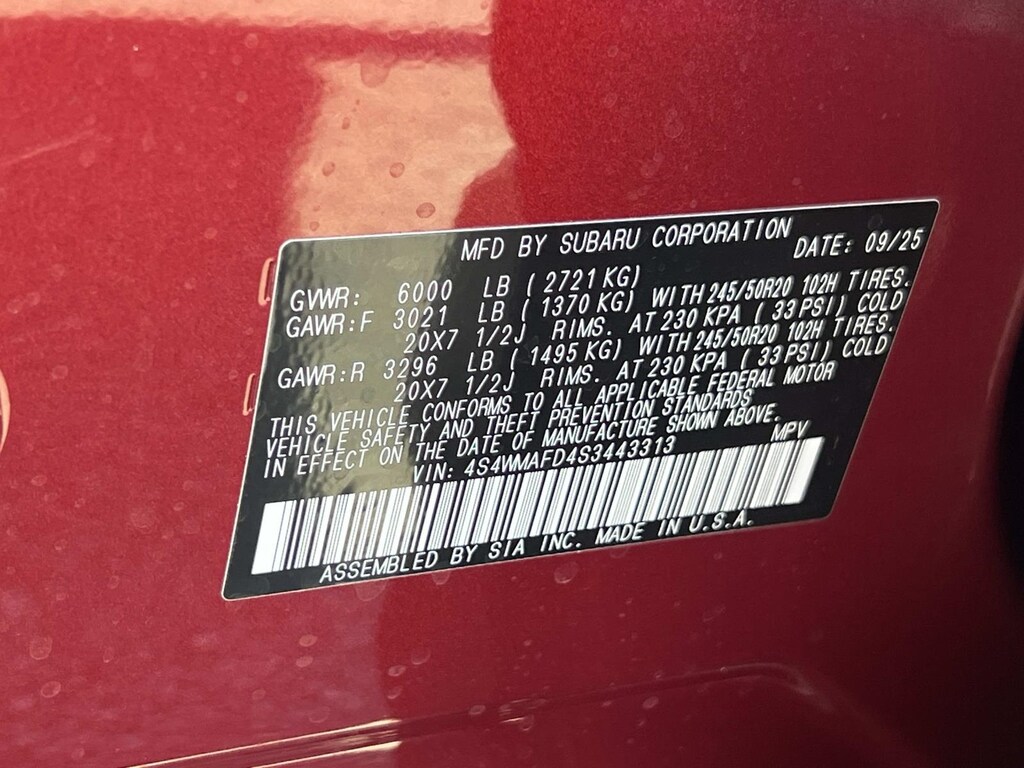 MFD BY SUBARU CORPORATION
DATE: 09/25
GVWR: 6000 LB ( 2721 KG)
GAWR:F 3021 LB ( 1370 KG) WITH 245/50R20 102H TIRES.
20X7 1/2J RIMS. AT 230 KPA ( 33 PSI) COLD
GAWR:R 3296 LB ( 1495 KG) WITH 245/50R20 102H TIRES.
20X7 1/2J RIMS. AT 230 KPA ( 33 PSI) COLD
THIS VEHICLE CONFORMS TO ALL APPLICABLE FEDERAL MOTOR
VEHICLE SAFETY AND THEFT PREVENTION STANDARDS
IN EFFECT ON THE DATE OF MANUFACTURE SHOWN ABOVE.
VIN: 4S4WMAFD4S3443313 MPV
ASSEMBLED BY SIA INC. MADE IN U.S.A.